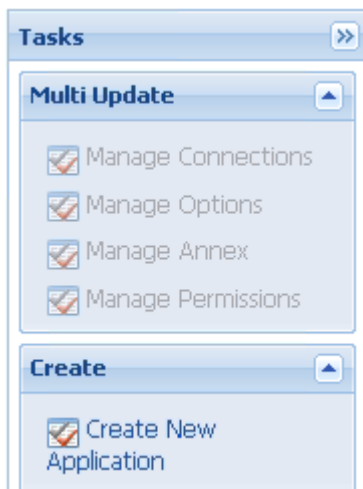 Tasks
Multi Update
Manage Connections
Manage Options
Manage Annex
Manage Permissions
Create
Create New
Application